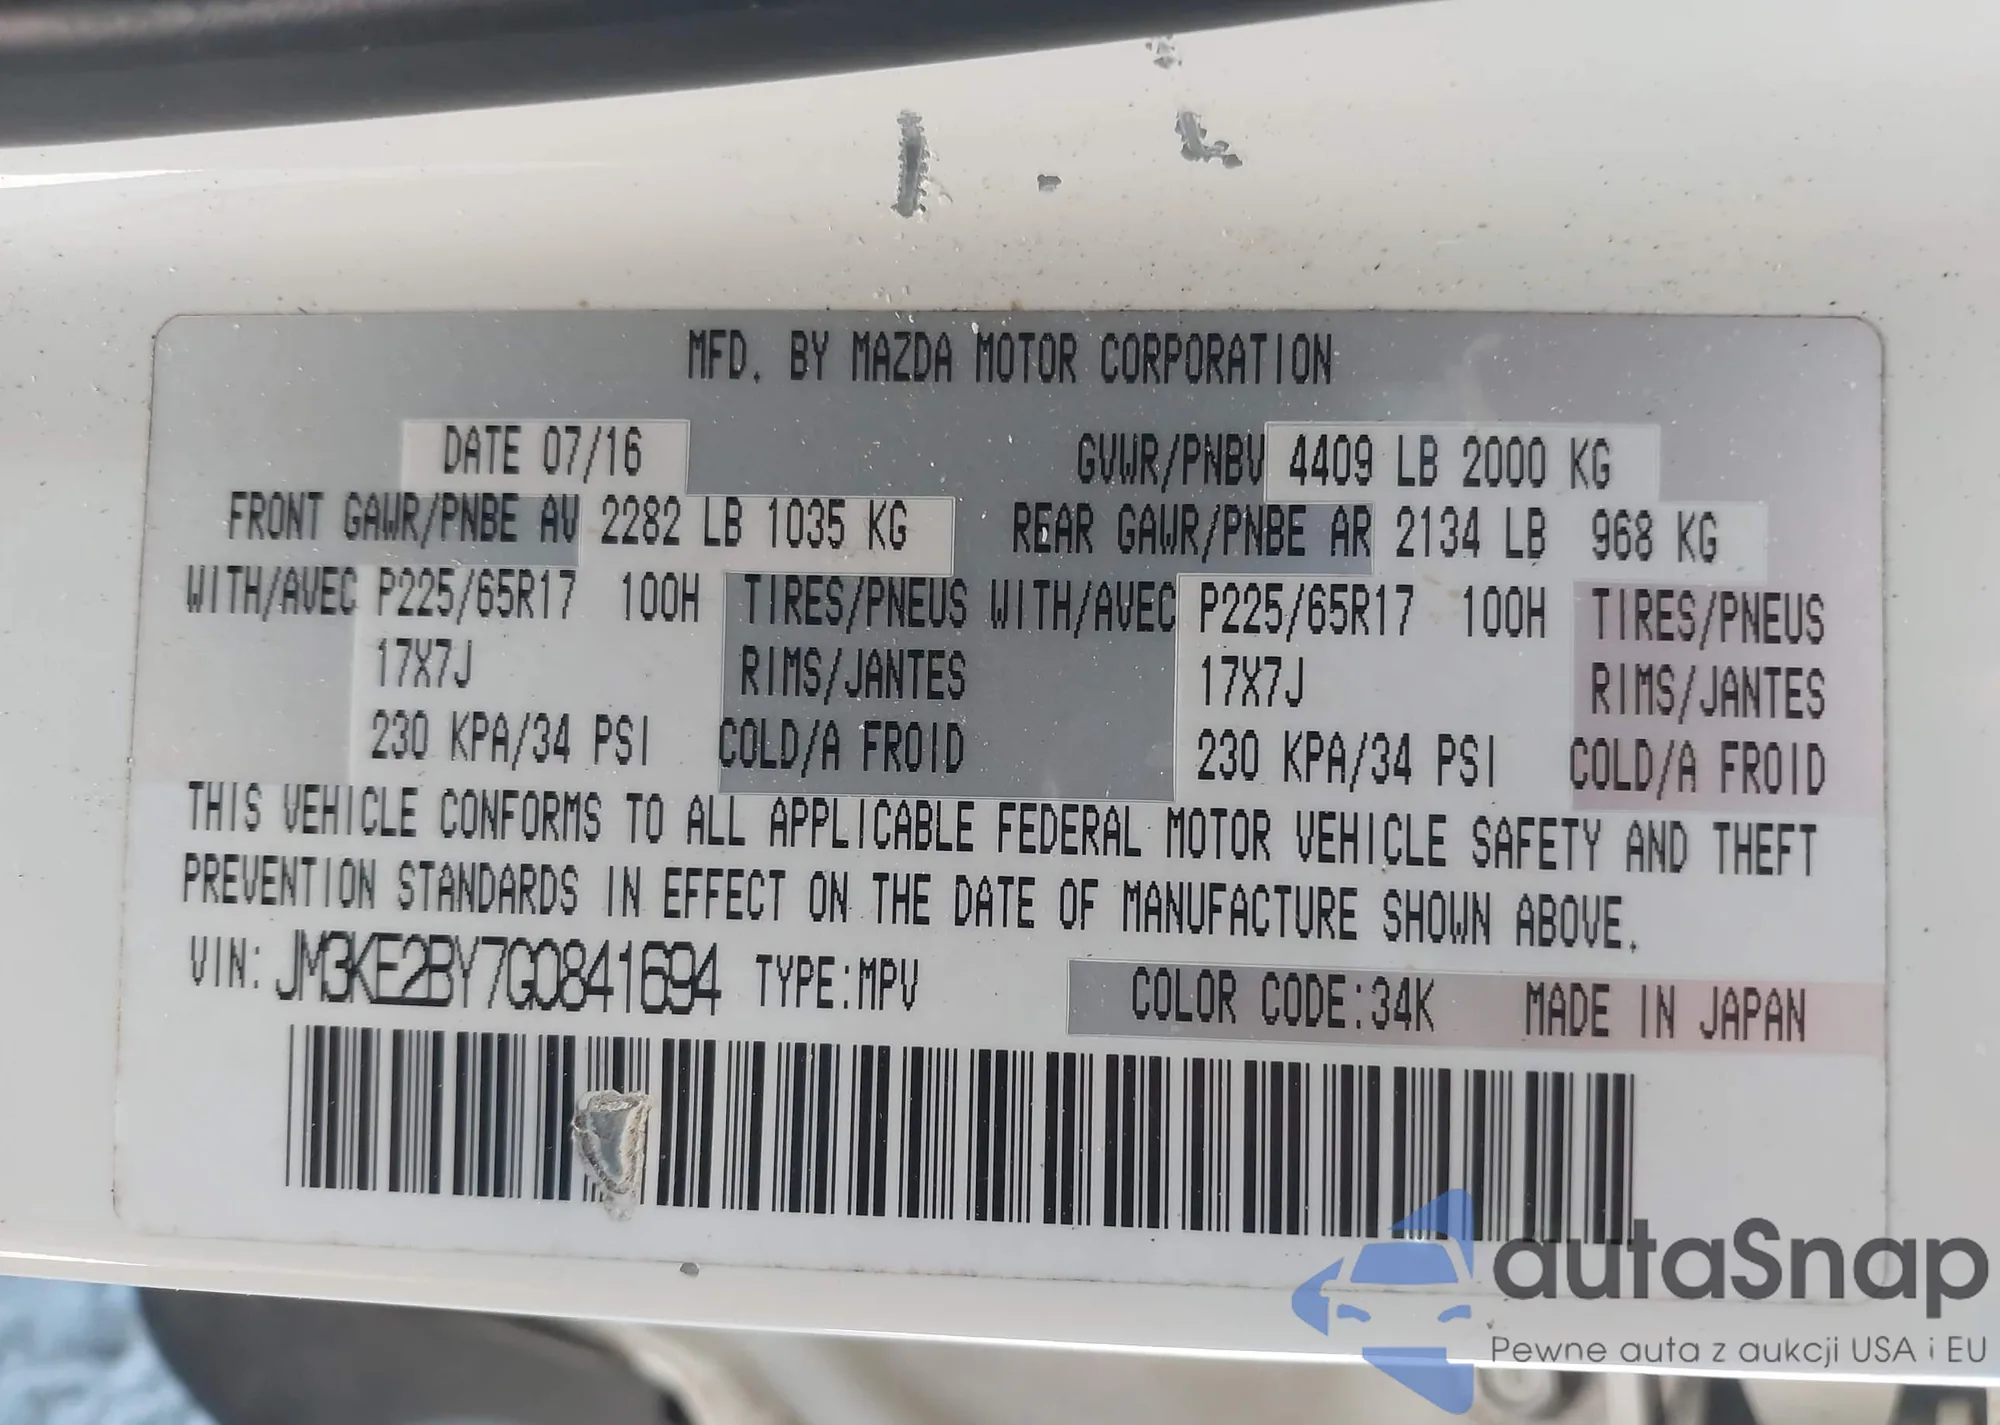 MFD. BY MAZDA MOTOR CORPORATION
DATE 07/16 GVWR/PNBV 4409 LB 2000 KG
FRONT GAWR/PNBE AV 2282 LB 1035 KG REAR GAWR/PNBE AR 2134 LB 968 KG
WITH/AVEC P225/65R17 100H TIRES/PNEUS WITH/AVEC P225/65R17 100H TIRES/PNEUS
17X7J RIMS/JANTES 17X7J RIMS/JANTES
230 KPA/34 PSI COLD/A FROID 230 KPA/34 PSI COLD/A FROID
THIS VEHICLE CONFORMS TO ALL APPLICABLE FEDERAL MOTOR VEHICLE SAFETY AND THEFT
PREVENTION STANDARDS IN EFFECT ON THE DATE OF MANUFACTURE SHOWN ABOVE.
VIN: JM3KE2BY7G0841694 TYPE:MPV COLOR CODE:34K MADE IN JAPAN
autaSnap
Pewne auta z aukcji USA i EU